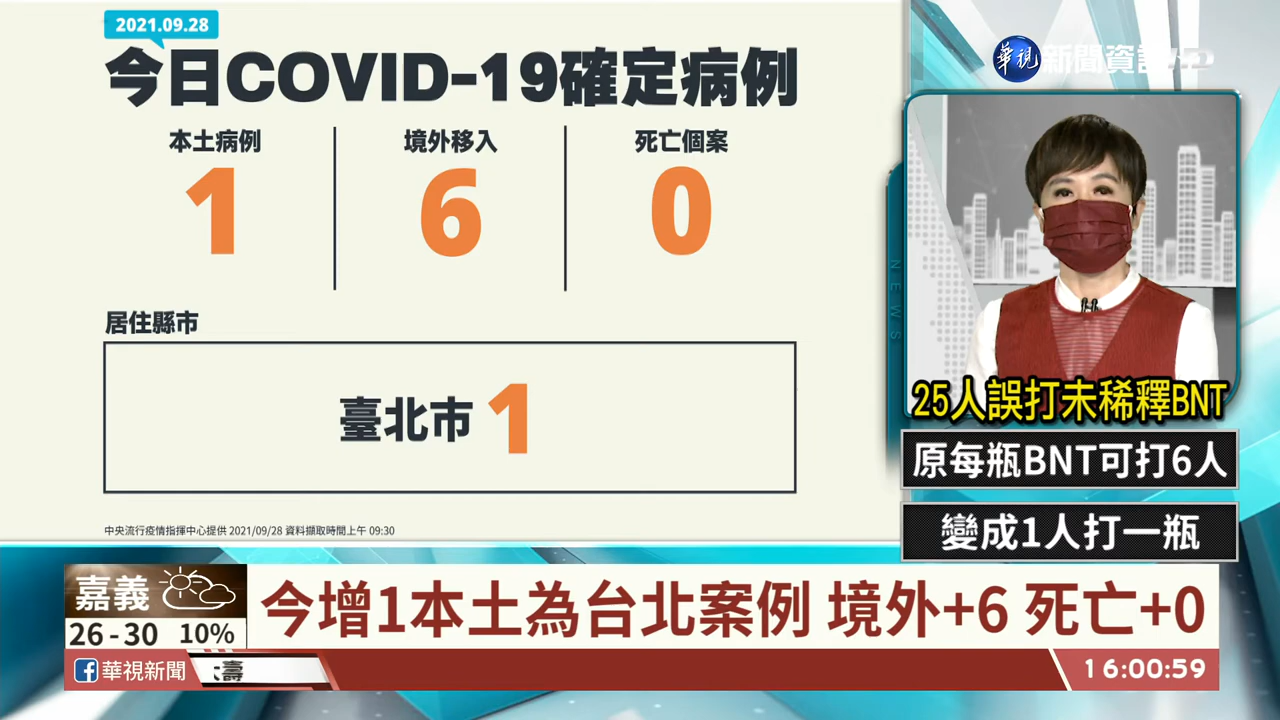 2021.09.28
今日COVID-19確定病例
本土病例
1
境外移入
6
死亡個案
0
居住縣市
臺北市 1
中央流行疫情指揮中心提供 2021/09/28 資料擷取時間上午 09:30
華視新聞資訊HD
NEWS
25人誤打未稀釋BNT
原每瓶BNT可打6人
變成1人打一瓶
嘉義
26-30 10%
今增1本土為台北案例 境外+6 死亡+0
華視新聞
壽
16:00:59